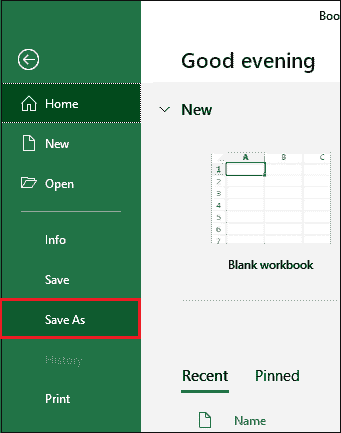 Boo
Good evening
Home
New
New
Open
A B C
1
2
3
4
5
6
7
Blank workbook
Info
Save
Save As
History
Print
Recent Pinned
Name